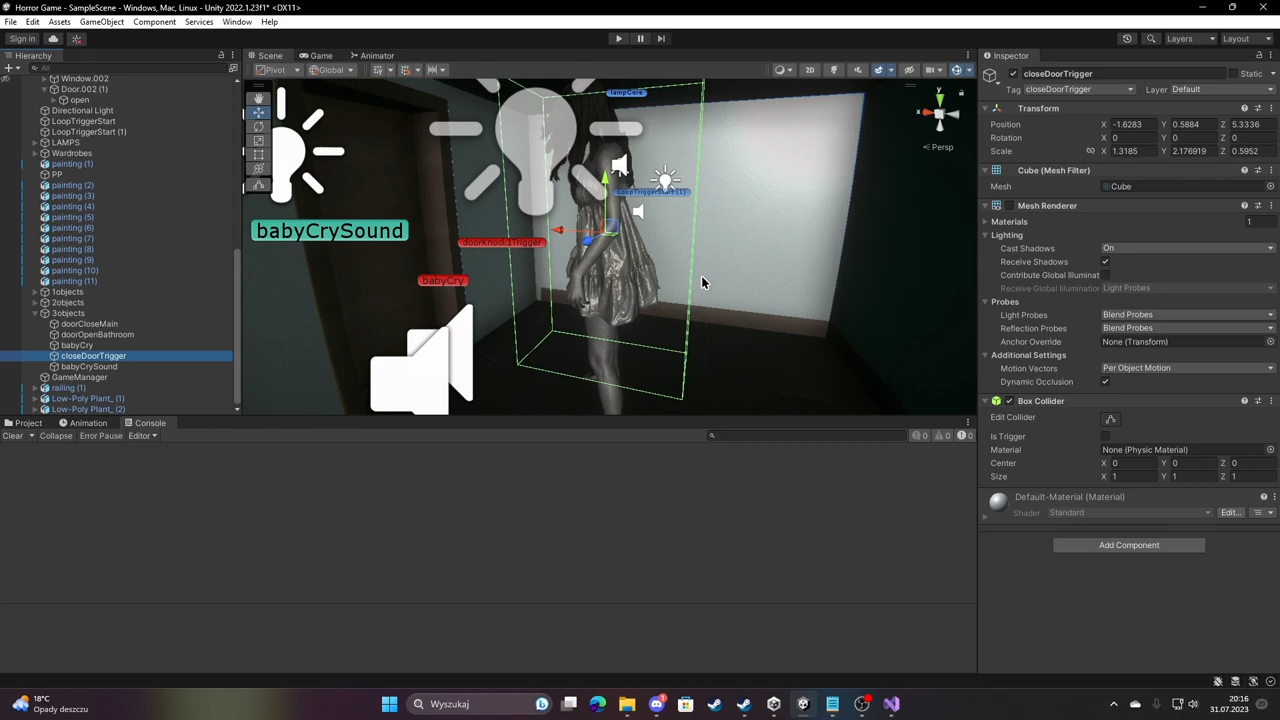 Horror Game - SampleScene - Windows, Mac, Linux - Unity 2022.1.23f1* <DX11>
File Edit Assets GameObject Component Services Window Help
Sign in
Layers
Layout
Hierarchy
All
Window.002
Door.002 (1)
open
Directional Light
LoopTriggerStart
LoopTriggerStart (1)
LAMPS
Wardrobes
painting (1)
PP
painting (2)
painting (3)
painting (4)
painting (5)
painting (6)
painting (7)
painting (8)
painting (9)
painting (10)
painting (11)
1objects
2objects
3objects
doorCloseMain
doorOpenBathroom
babyCry
closeDoorTrigger
babyCrySound
GameManager
railing (1)
Low-Poly Plant_ (1)
Low-Poly Plant_ (2)
Scene
Game
Animator
Pivot
Global
2D
lampCore
y
x
Persp
LoopTriggerStart (1)
babyCrySound
doorKnock1Trigger
babyCry
Project
Animation
Console
Clear
Collapse
Error Pause
Editor
0
0
0
Inspector
closeDoorTrigger
Static
Tag closeDoorTrigger
Layer Default
Transform
Position X -1.6283 Y 0.5884 Z 5.3336
Rotation X 0 Y 0 Z 0
Scale X 1.3185 Y 2.176919 Z 0.5952
Cube (Mesh Filter)
Mesh Cube
Mesh Renderer
Materials 1
Lighting
Cast Shadows On
Receive Shadows
Contribute Global Illuminat
Receive Global Illumination Light Probes
Probes
Light Probes Blend Probes
Reflection Probes Blend Probes
Anchor Override None (Transform)
Additional Settings
Motion Vectors Per Object Motion
Dynamic Occlusion
Box Collider
Edit Collider
Is Trigger
Material None (Physic Material)
Center X 0 Y 0 Z 0
Size X 1 Y 1 Z 1
Default-Material (Material)
Shader Standard Edit...
Add Component
18°C
Opady deszczu
Wyszukaj
20:16
31.07.2023